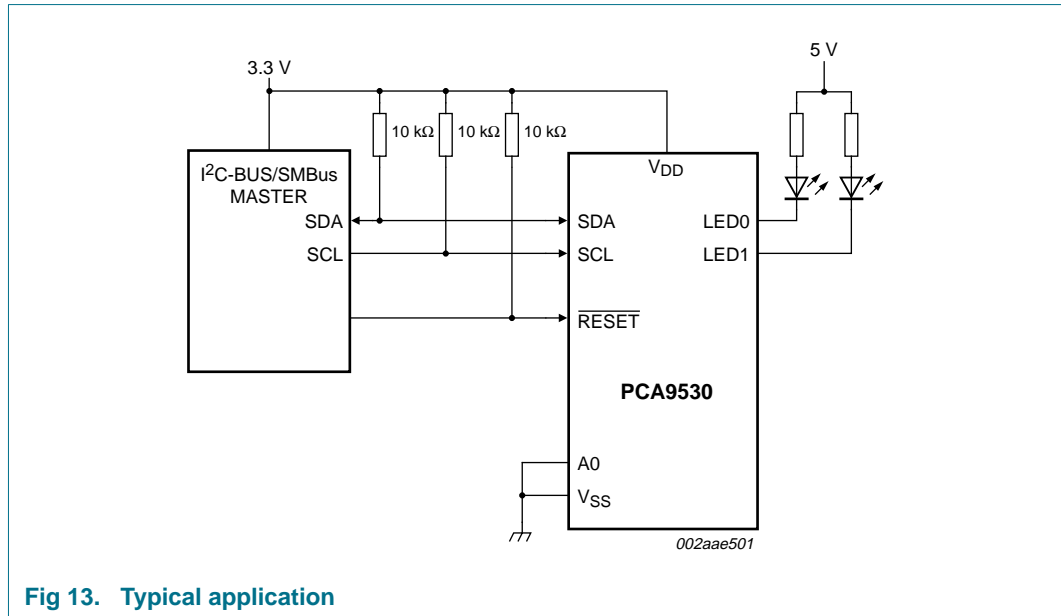 5 V
3.3 V
10 kΩ 10 kΩ 10 kΩ
I2C-BUS/SMBus
MASTER
VDD
SDA
SDA
LED0
SCL
SCL
LED1
RESET
PCA9530
A0
VSS
002aae501
Fig 13. Typical application